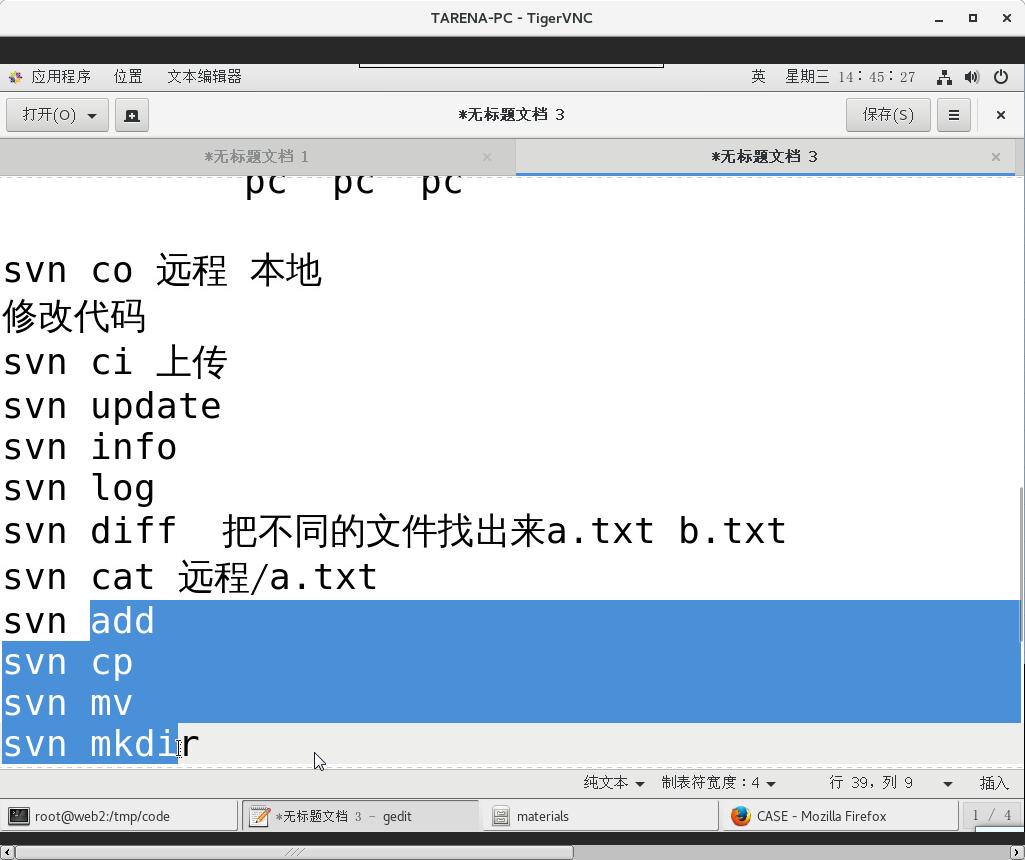 TARENA-PC - TigerVNC
应用程序 位置 文本编辑器 英 星期三 14:45:27
打开(O) *无标题文档 3 保存(S)
*无标题文档 1 *无标题文档 3
pc pc pc
svn co 远程 本地
修改代码
svn ci 上传
svn update
svn info
svn log
svn diff 把不同的文件找出来a.txt b.txt
svn cat 远程/a.txt
svn add
svn cp
svn mv
svn mkdir
纯文本 制表符宽度：4 行 39，列 9 插入
root@web2:/tmp/code *无标题文档 3 - gedit materials CASE - Mozilla Firefox 1 / 4